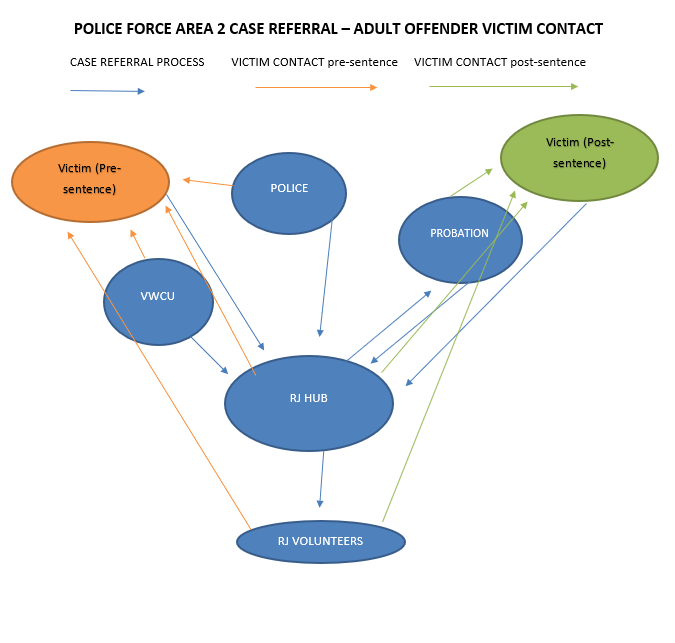 POLICE FORCE AREA 2 CASE REFERRAL – ADULT OFFENDER VICTIM CONTACT
CASE REFERRAL PROCESS
VICTIM CONTACT pre-sentence
VICTIM CONTACT post-sentence
Victim (Pre-
sentence)
POLICE
Victim (Post-
sentence)
PROBATION
VWCU
RJ HUB
RJ VOLUNTEERS